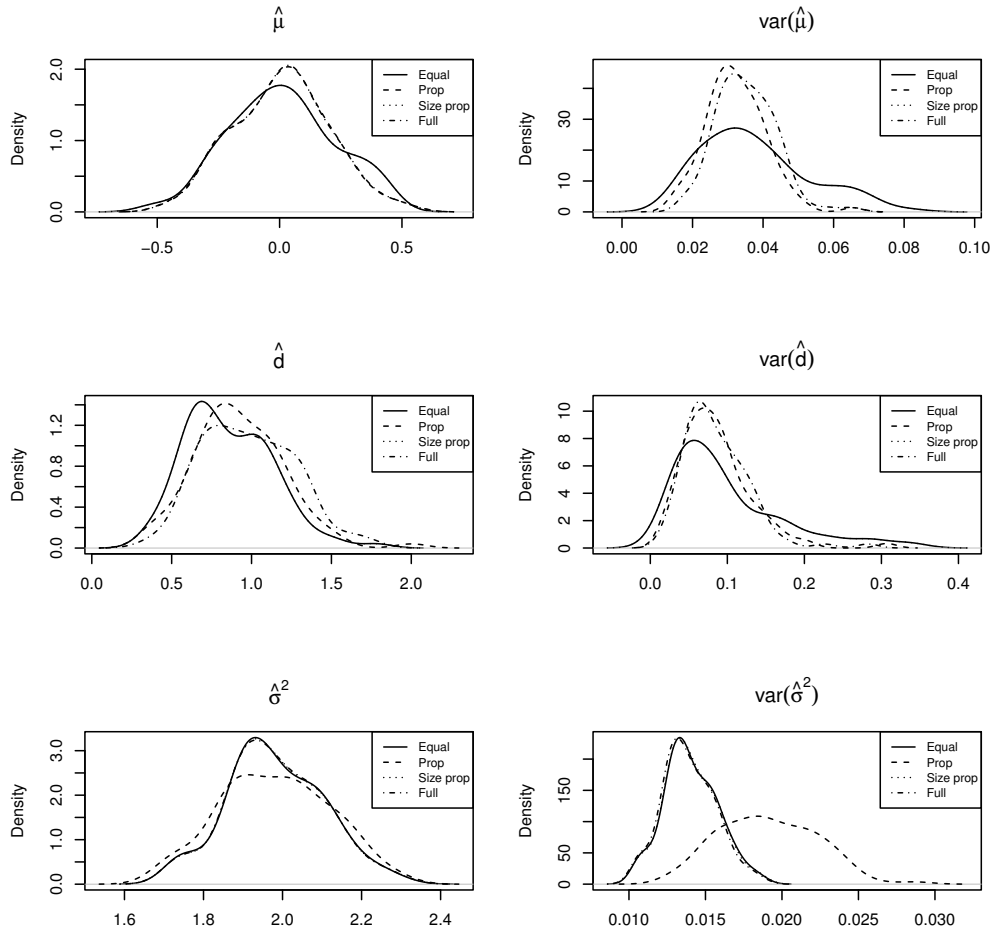 μ̂
Density
0.0 1.0 2.0
−0.5 0.0 0.5
Equal
Prop
Size prop
Full
var(μ̂)
Density
0 10 30
0.00 0.02 0.04 0.06 0.08 0.10
Equal
Prop
Size prop
Full
d̂
Density
0.0 0.4 0.8 1.2
0.0 0.5 1.0 1.5 2.0
Equal
Prop
Size prop
Full
var(d̂)
Density
0 2 4 6 8 10
0.0 0.1 0.2 0.3 0.4
Equal
Prop
Size prop
Full
σ̂²
Density
0.0 1.0 2.0 3.0
1.6 1.8 2.0 2.2 2.4
Equal
Prop
Size prop
Full
var(σ̂²)
Density
0 50 150
0.010 0.015 0.020 0.025 0.030
Equal
Prop
Size prop
Full